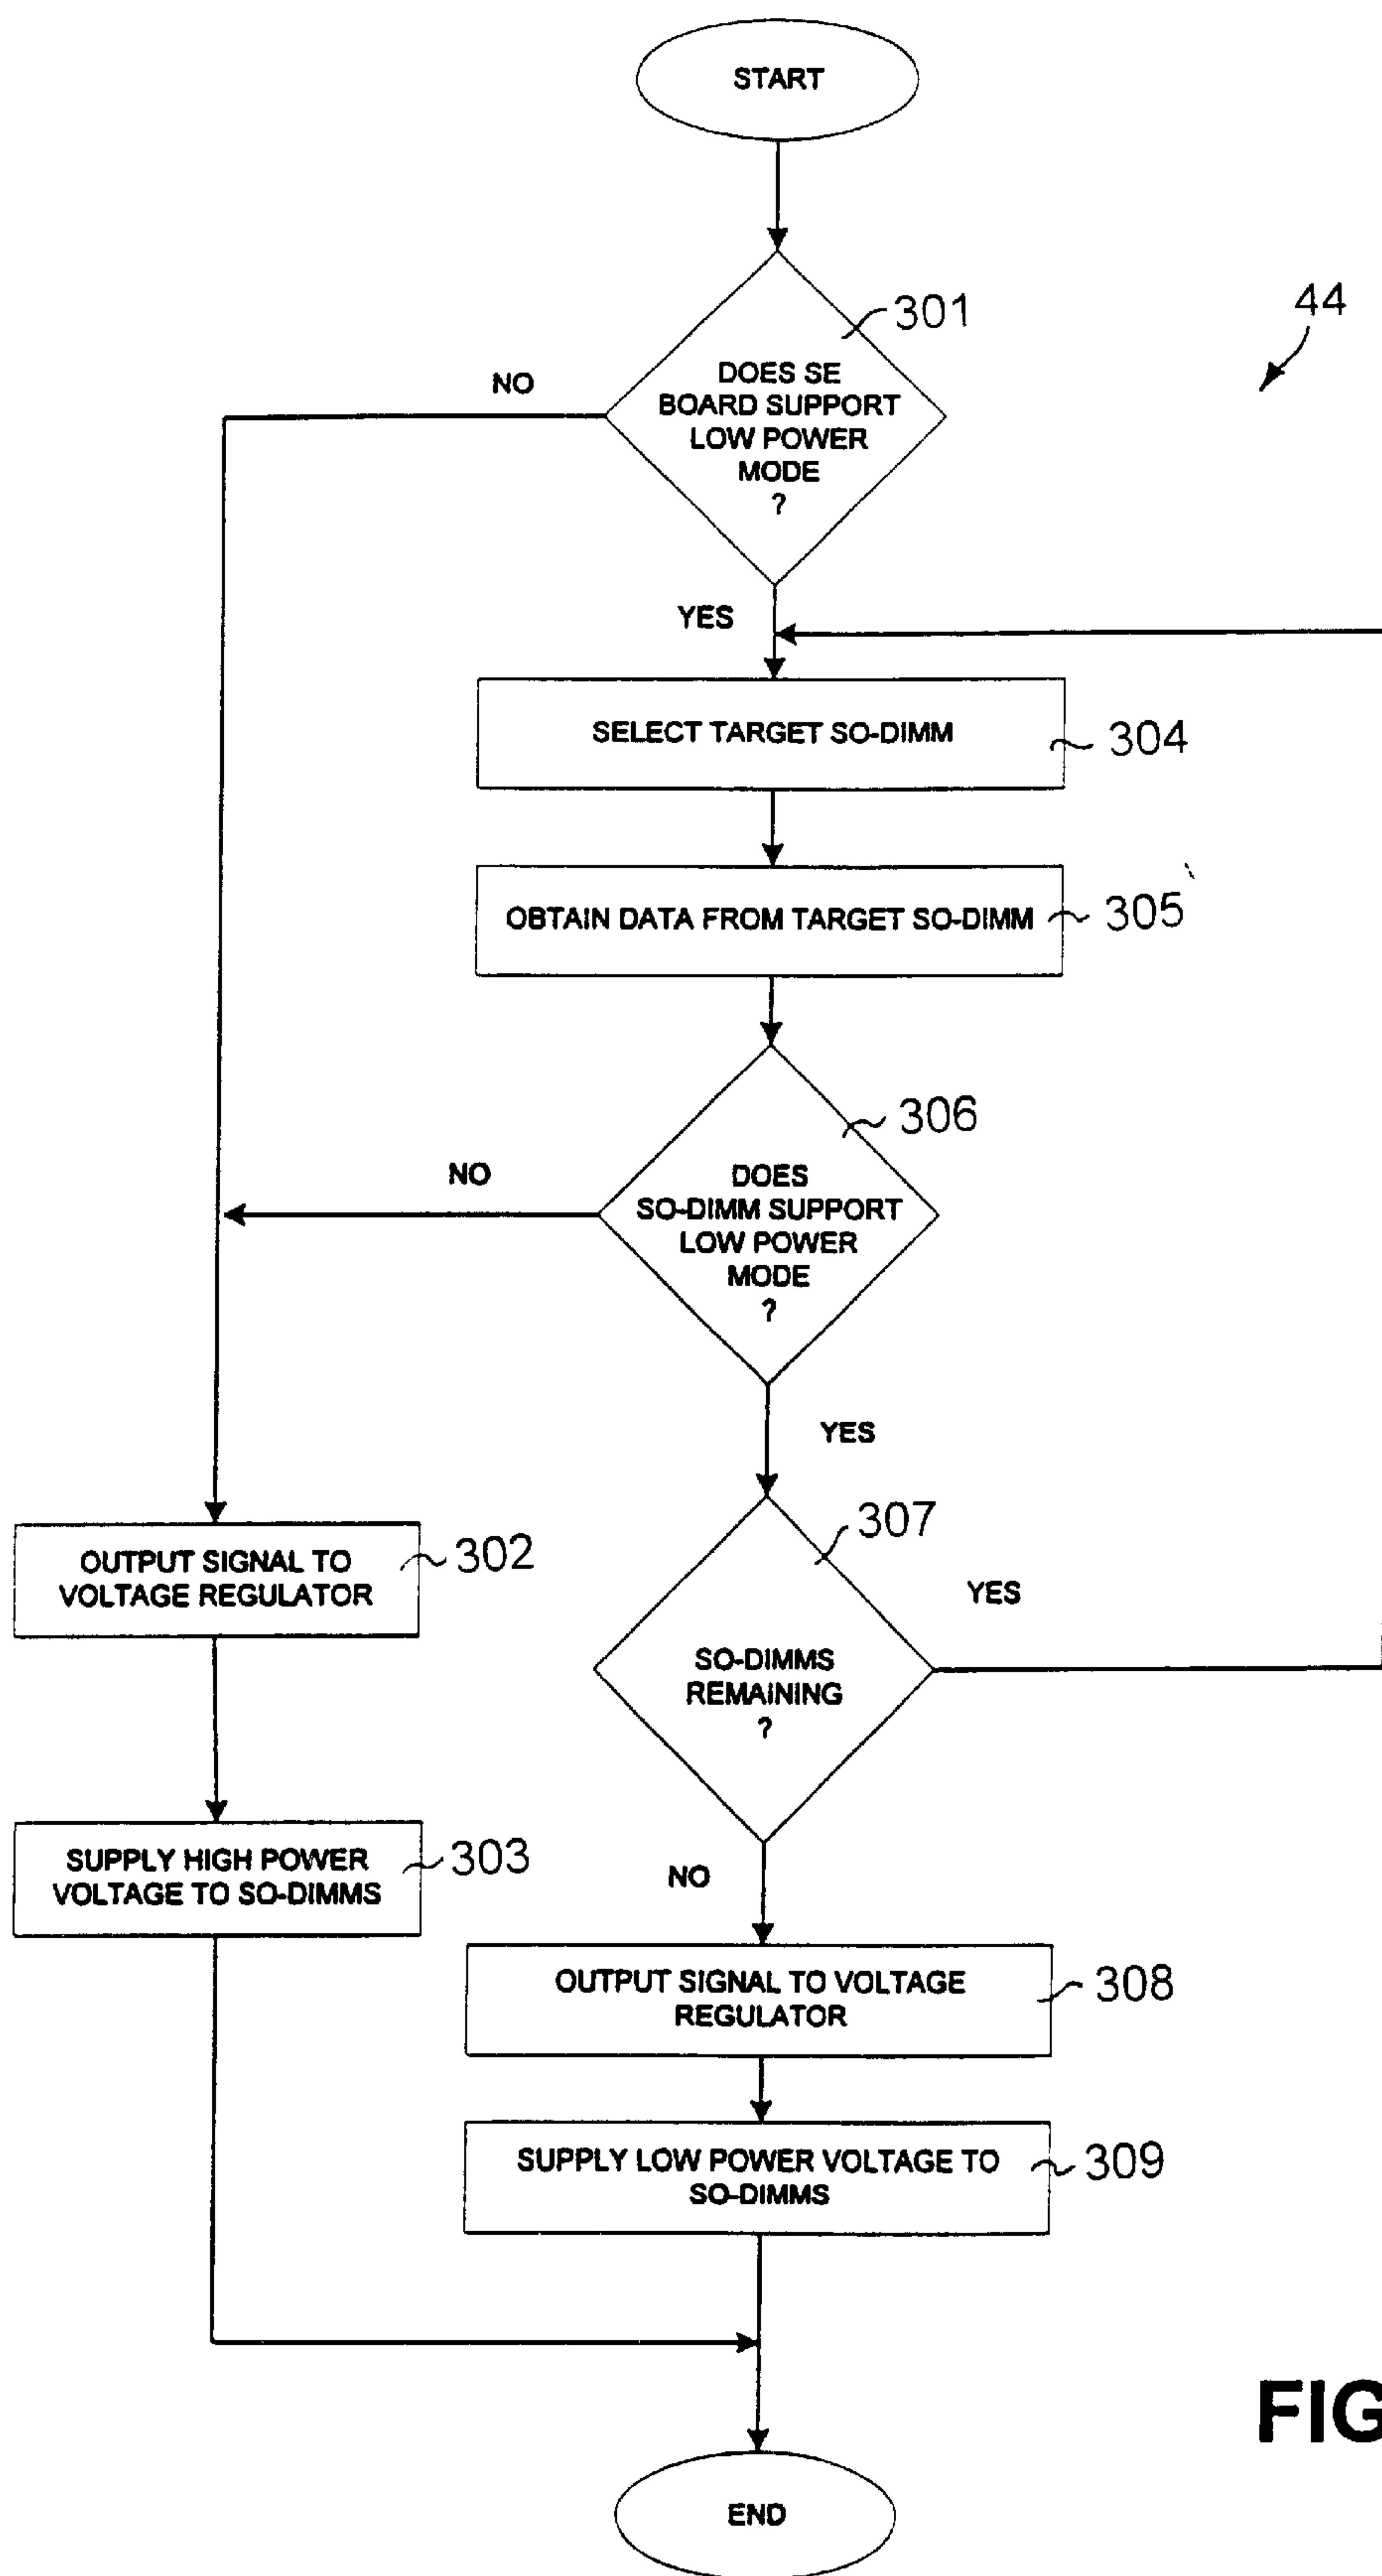 START
301
44
DOES SE
BOARD SUPPORT
LOW POWER
MODE
?
NO
YES
SELECT TARGET SO-DIMM
304
OBTAIN DATA FROM TARGET SO-DIMM
305
306
DOES
SO-DIMM SUPPORT
LOW POWER
MODE
?
NO
YES
307
OUTPUT SIGNAL TO
VOLTAGE REGULATOR
302
YES
SO-DIMMS
REMAINING
?
SUPPLY HIGH POWER
VOLTAGE TO SO-DIMMS
303
NO
OUTPUT SIGNAL TO VOLTAGE
REGULATOR
308
SUPPLY LOW POWER VOLTAGE TO
SO-DIMMS
309
FIG
END